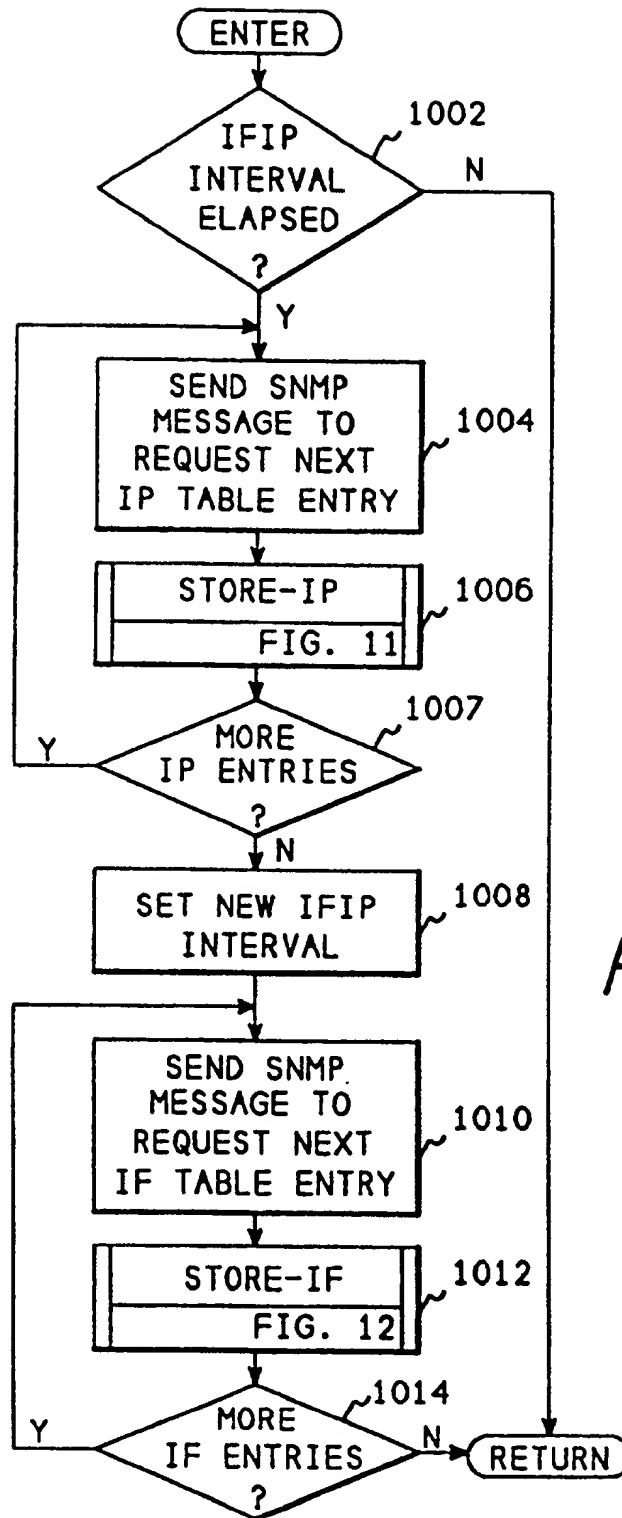 ENTER
1002
IFIP
INTERVAL
ELAPSED
?
N
Y
SEND SNMP
MESSAGE TO
REQUEST NEXT
IP TABLE ENTRY
1004
STORE-IP
FIG. 11
1006
1007
MORE
IP ENTRIES
?
Y
N
SET NEW IFIP
INTERVAL
1008
SEND SNMP.
MESSAGE TO
REQUEST NEXT
IF TABLE ENTRY
1010
STORE-IF
FIG. 12
1012
1014
MORE
IF ENTRIES
?
Y
N
RETURN